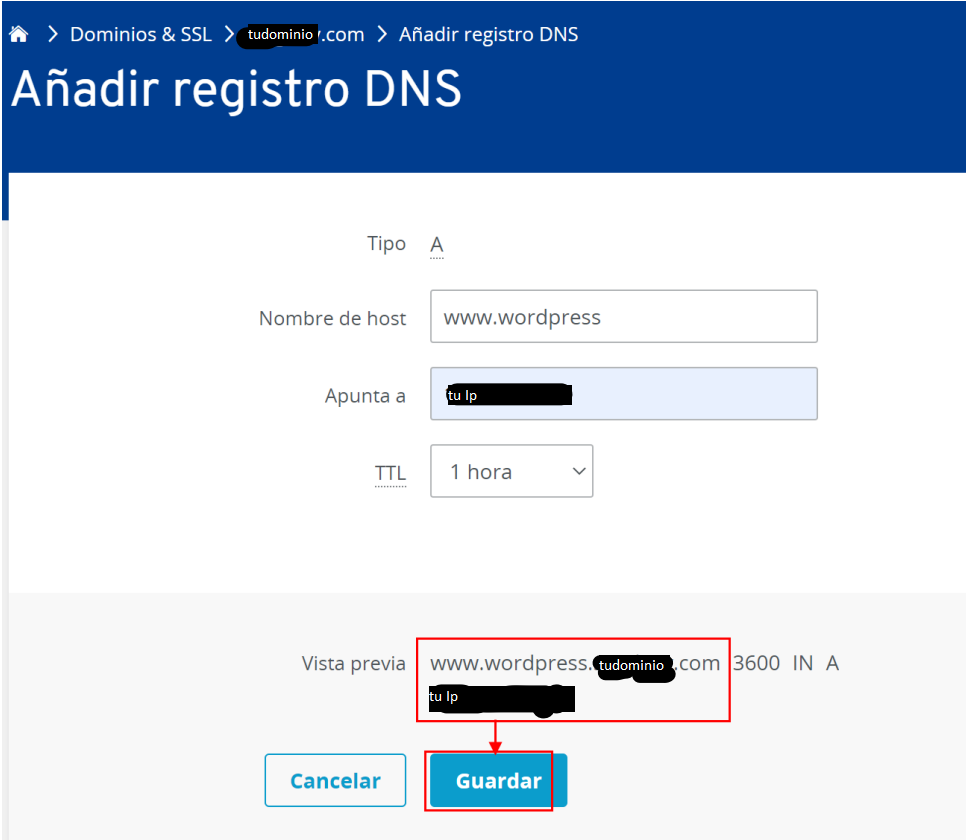 Dominios & SSL tudominio .com Añadir registro DNS
Añadir registro DNS
Tipo A
Nombre de host www.wordpress
Apunta a tu Ip
TTL 1 hora
Vista previa www.wordpress. tudominio .com 3600 IN A
tu Ip
Cancelar Guardar